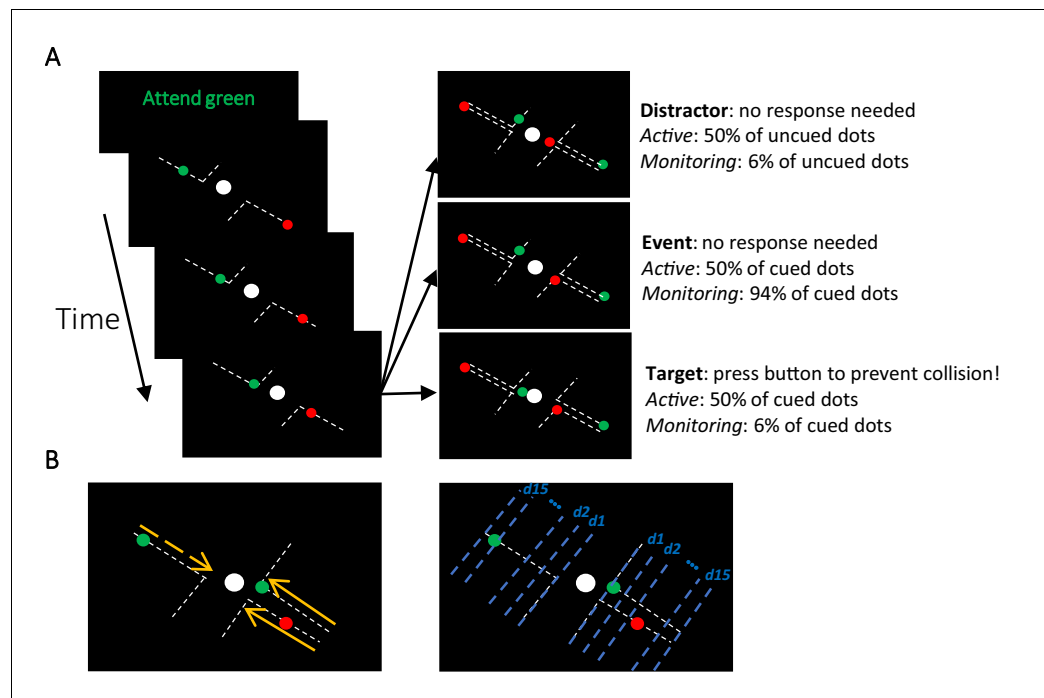 A
Attend green
Time
Distractor: no response needed
Active: 50% of uncued dots
Monitoring: 6% of uncued dots
Event: no response needed
Active: 50% of cued dots
Monitoring: 94% of cued dots
Target: press button to prevent collision!
Active: 50% of cued dots
Monitoring: 6% of cued dots
B
d15
d2
d1
d1
d2
d15